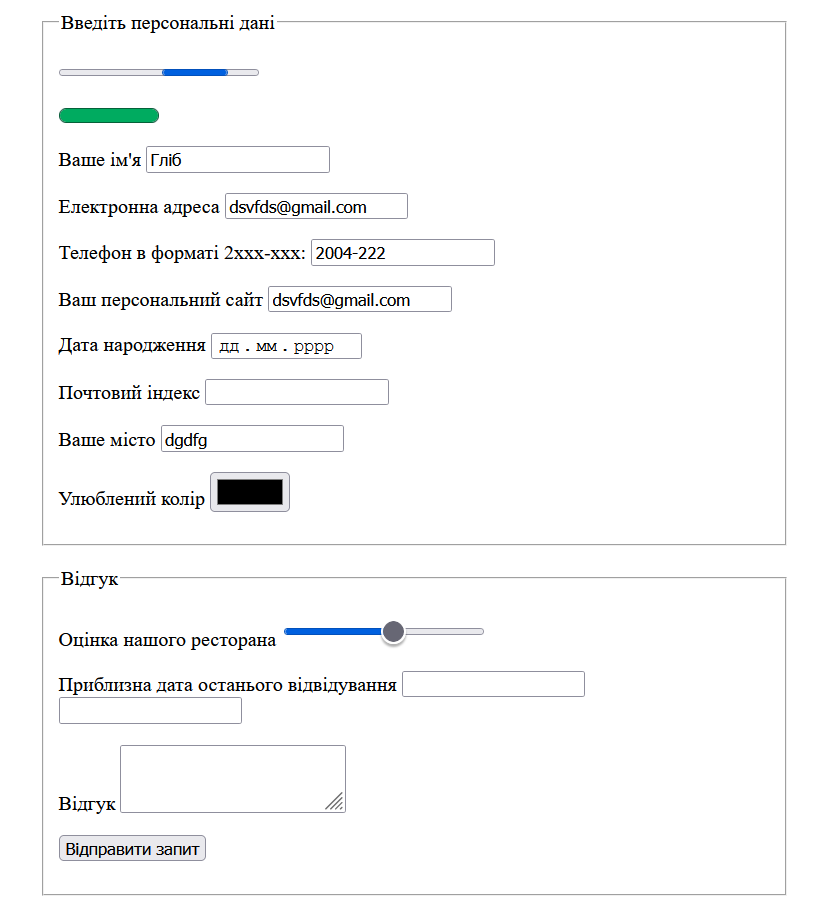 Введіть персональні дані
Ваше ім'я Гліб
Електронна адреса dsvfds@gmail.com
Телефон в форматі 2xxx-xxx: 2004-222
Ваш персональний сайт dsvfds@gmail.com
Дата народження дд . мм . рррр
Почтовий індекс
Ваше місто dgdfg
Улюблений колір
Відгук
Оцінка нашого ресторана
Приблизна дата останього відвідування
Відгук
Відправити запит